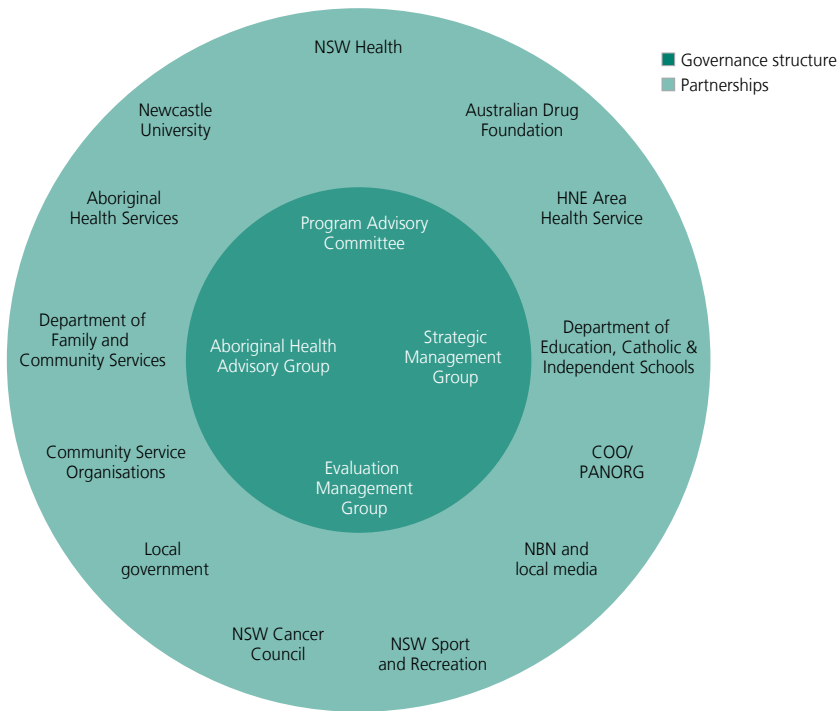 NSW Health
Governance structure
Partnerships
Newcastle
University
Australian Drug
Foundation
Aboriginal
Health Services
HNE Area
Health Service
Program Advisory
Committee
Department of
Family and
Community Services
Aboriginal Health
Advisory Group
Strategic
Management
Group
Department of
Education, Catholic &
Independent Schools
Community Service
Organisations
Evaluation
Management
Group
COO/
PANORG
Local
government
NBN and
local media
NSW Cancer
Council
NSW Sport
and Recreation